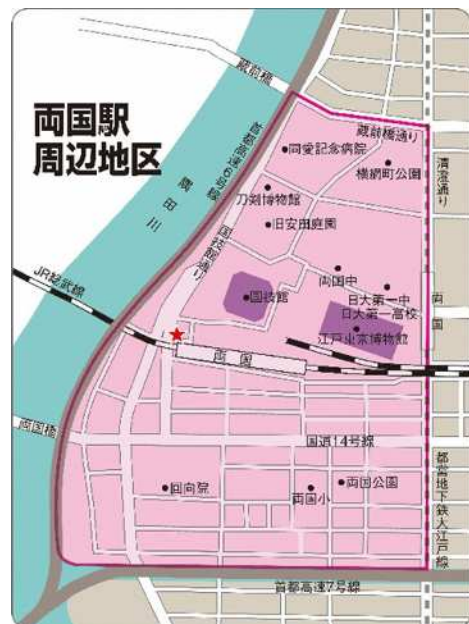 両国駅
周辺地区
蔵前橋
蔵前橋通り
首都高速6号線
隅田川
清澄通り
同愛記念病院
横網町公園
刀剣博物館
旧安田庭園
国技館通り
両国中
国技館
日大第一中
日大第一高校
江戸東京博物館
両国
JR総武線
両国
両国橋
国道14号線
回向院
両国小
両国公園
都営地下鉄大江戸線
首都高速7号線